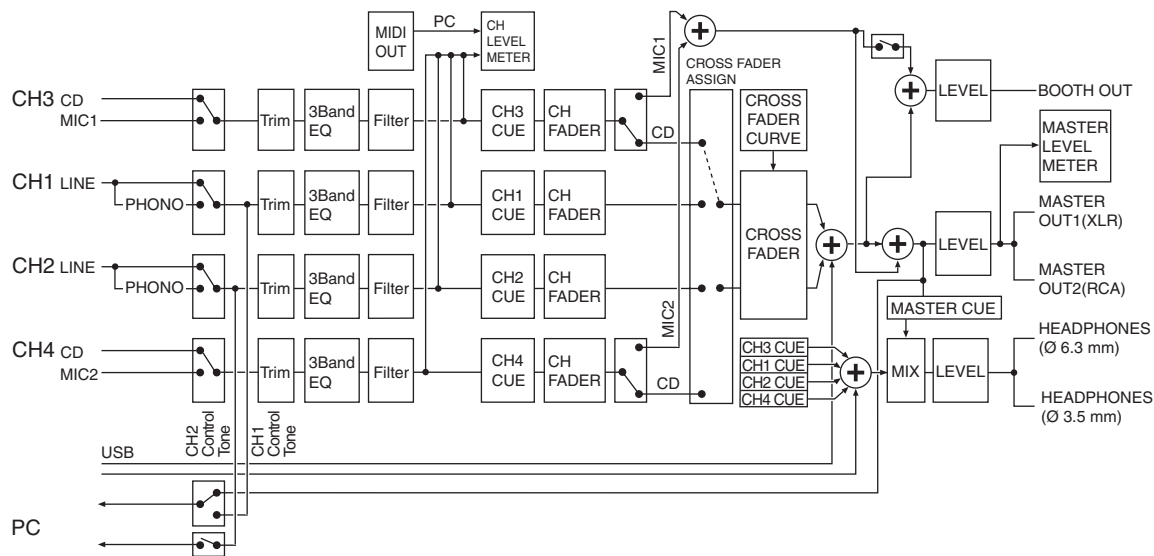 MIDI
OUT
PC
CH
LEVEL
METER
MIC1
CROSS FADER
ASSIGN
CH3 CD
MIC1
Trim
3Band
EQ
Filter
CH3
CUE
CH
FADER
CD
CROSS
FADER
CURVE
LEVEL
BOOTH OUT
MASTER
LEVEL
METER
CH1 LINE
PHONO
Trim
3Band
EQ
Filter
CH1
CUE
CH
FADER
CROSS
FADER
LEVEL
MASTER
OUT1(XLR)
CH2 LINE
PHONO
Trim
3Band
EQ
Filter
CH2
CUE
CH
FADER
MIC2
MASTER
OUT2(RCA)
MASTER CUE
CH4 CD
MIC2
Trim
3Band
EQ
Filter
CH4
CUE
CH
FADER
CD
CH3 CUE
CH1 CUE
CH2 CUE
CH4 CUE
MIX
LEVEL
HEADPHONES
(Ø 6.3 mm)
HEADPHONES
(Ø 3.5 mm)
USB
CH2
Control
Tone
CH1
Control
Tone
PC